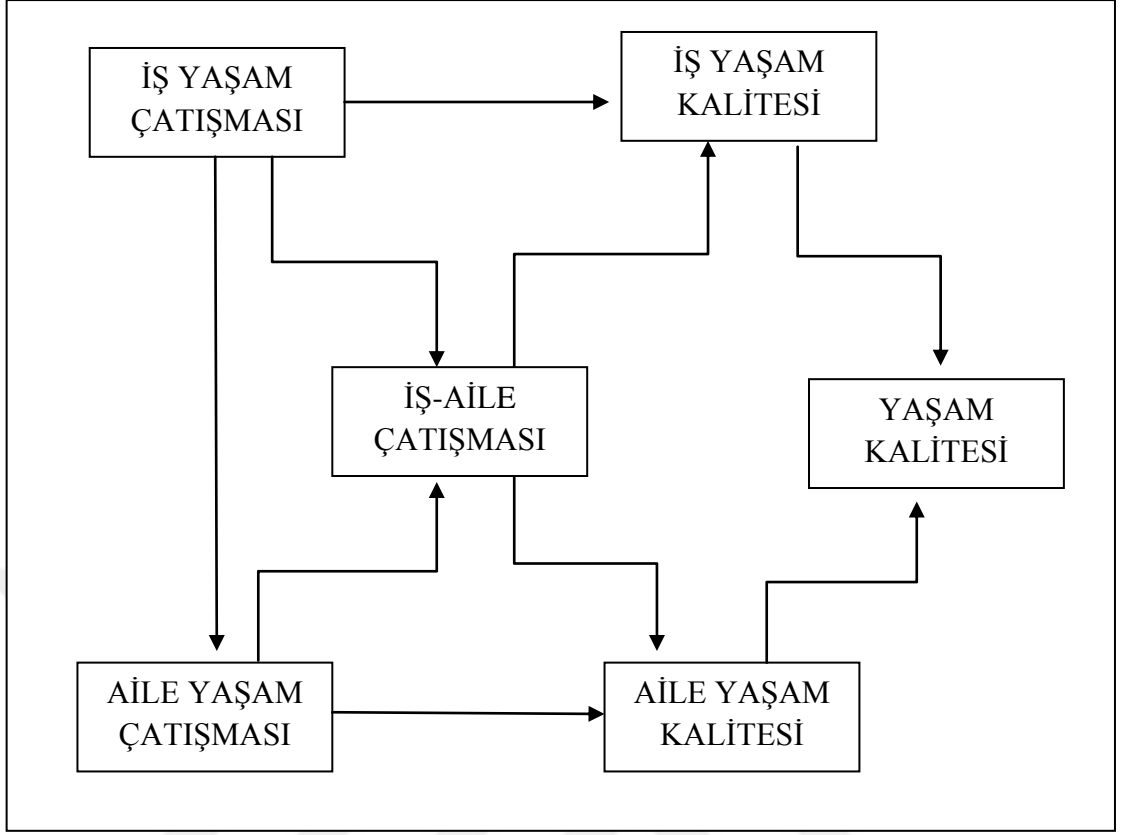 İŞ YAŞAM
ÇATIŞMASI
İŞ YAŞAM
KALİTESİ
İŞ-AİLE
ÇATIŞMASI
YAŞAM
KALİTESİ
AİLE YAŞAM
ÇATIŞMASI
AİLE YAŞAM
KALİTESİ